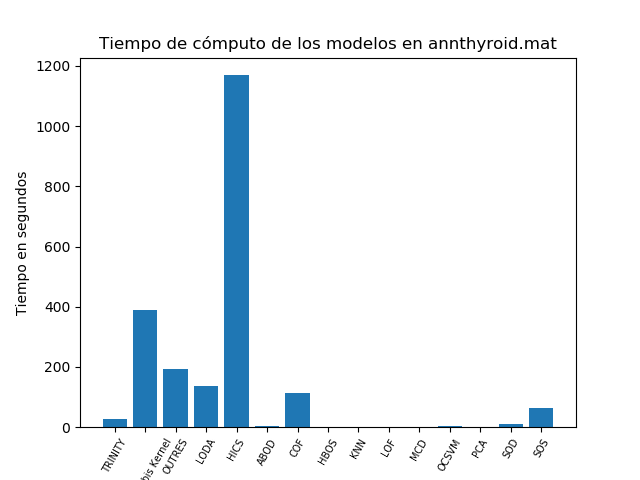 Tiempo de cómputo de los modelos en annthyroid.mat
Tiempo en segundos
1200
1000
800
600
400
200
0
TRINITY
Kernel
OUTRES
LODA
HICS
ABOD
COF
HBOS
KNN
LOF
MCD
OCSVM
PCA
SOD
SOS